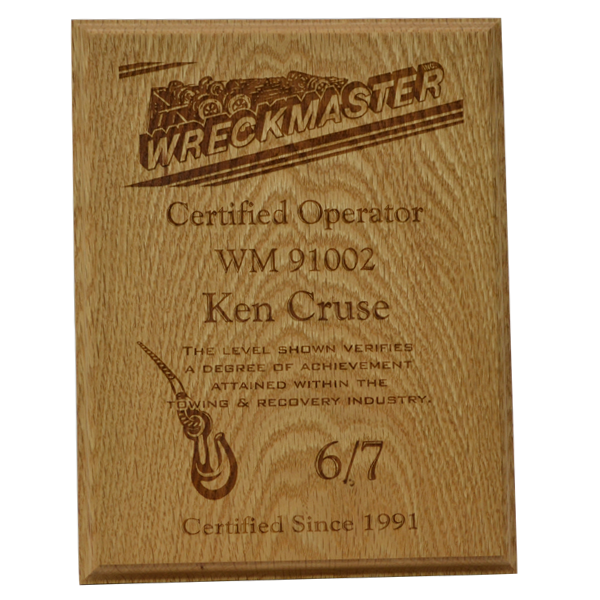 WRECKMASTER
Certified Operator
WM 91002
Ken Cruse
THE LEVEL SHOWN VERIFIES
A DEGREE OF ACHIEVEMENT
ATTAINED WITHIN THE
TOWING & RECOVERY INDUSTRY.
6/7
Certified Since 1991